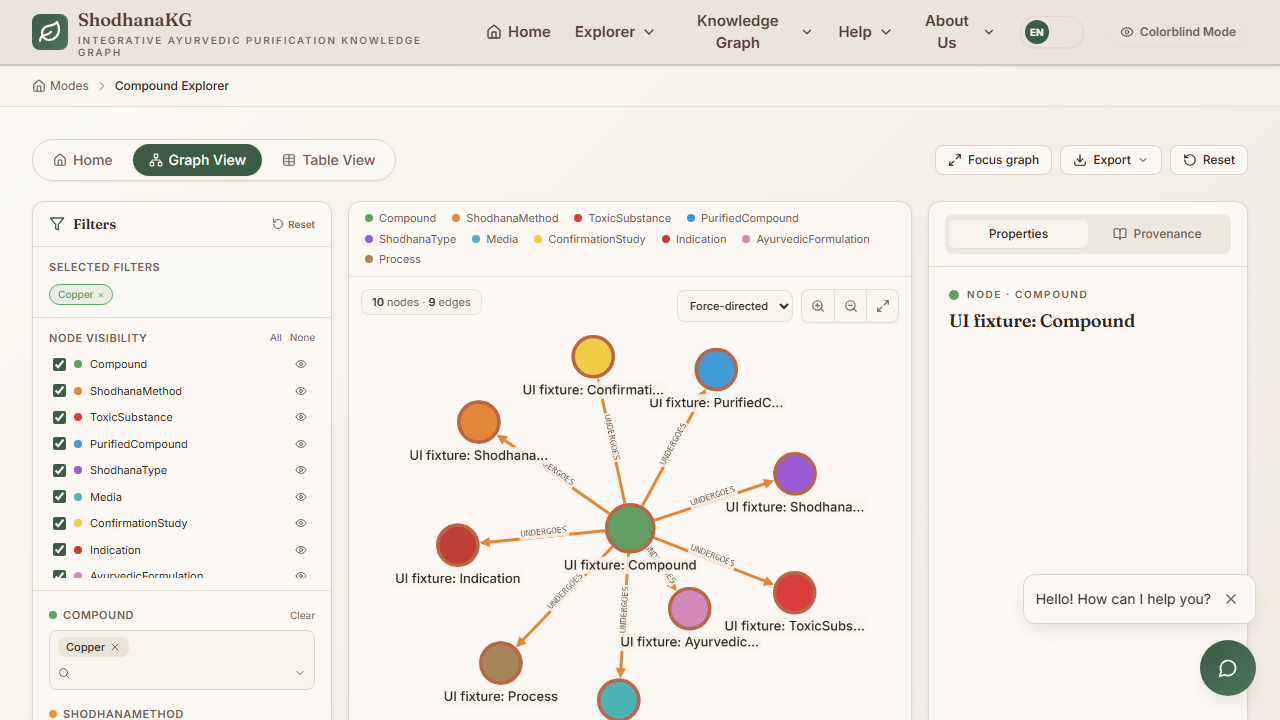 ShodhanaKG
INTEGRATIVE AYURVEDIC PURIFICATION KNOWLEDGE
GRAPH
Home
Explorer
Knowledge
Graph
Help
About
Us
EN
Colorblind Mode
Modes
Compound Explorer
Home
Graph View
Table View
Focus graph
Export
Reset
Filters
Reset
SELECTED FILTERS
Copper ×
NODE VISIBILITY
All None
Compound
ShodhanaMethod
ToxicSubstance
PurifiedCompound
ShodhanaType
Media
ConfirmationStudy
Indication
AyurvedicFormulation
COMPOUND
Clear
Copper ×
SHODHANAMETHOD
Compound ShodhanaMethod ToxicSubstance PurifiedCompound
ShodhanaType Media ConfirmationStudy Indication AyurvedicFormulation
Process
10 nodes · 9 edges
Force-directed
UI fixture: Confirmati...
UI fixture: PurifiedC...
UNDERGOES
UNDERGOES
UI fixture: Shodhana...
UNDERGOES
UI fixture: Shodhana...
UNDERGOES
UNDERGOES
UI fixture: Compound
UI fixture: Indication
UNDERGOES
UNDERGOES
UNDERGOES
UI fixture: ToxicSubs...
UI fixture: Ayurvedic...
UI fixture: Process
Properties
Provenance
NODE · COMPOUND
UI fixture: Compound
Hello! How can I help you?